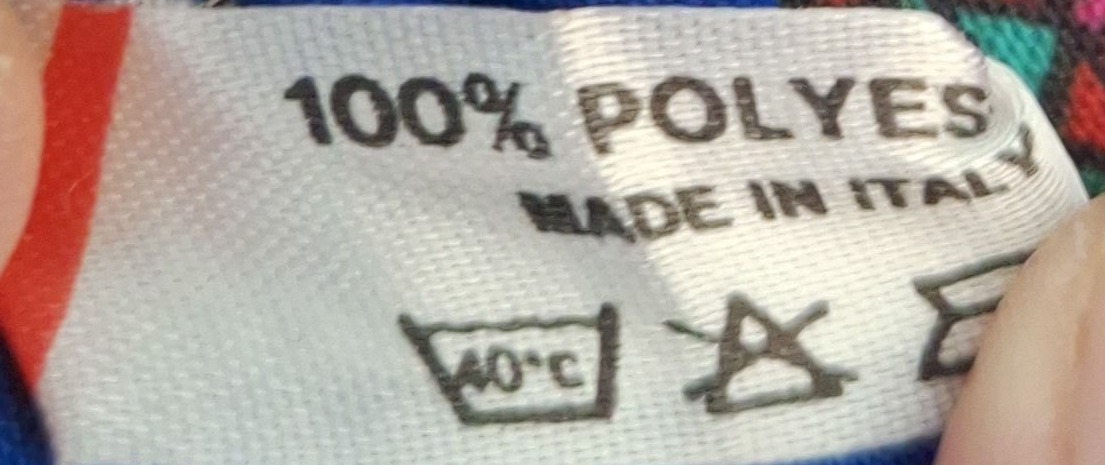 100% POLYES
MADE IN ITALY
40°C